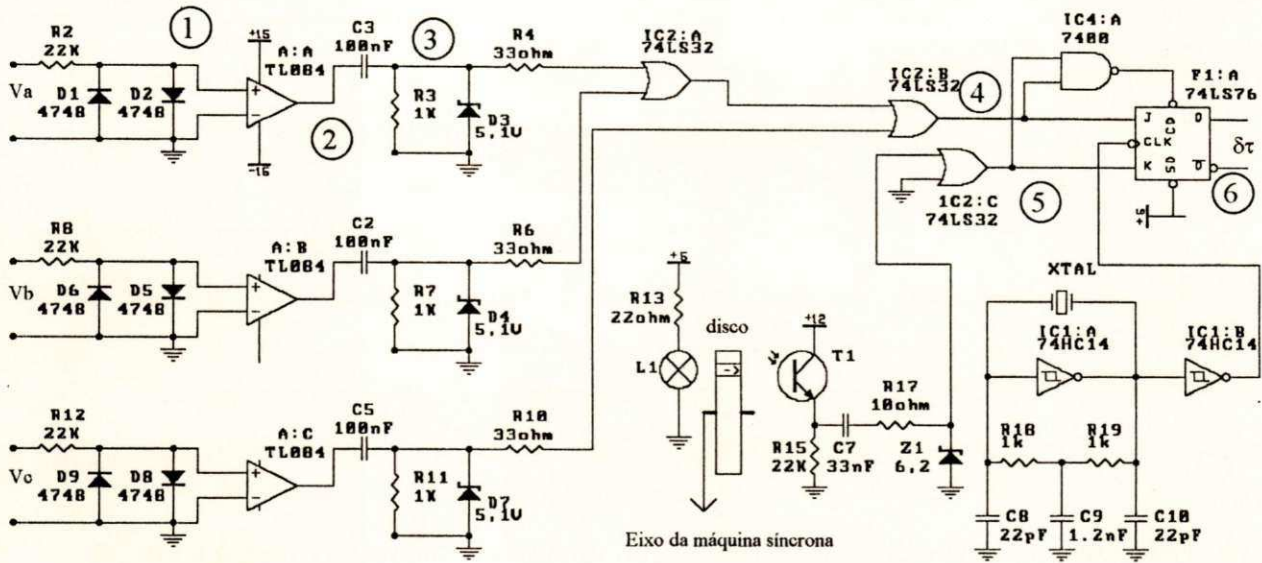 R2
22K
Va
D1
4748
D2
4748
1
+15
A:A
TL084
-15
2
C3
100nF
3
R3
1K
D3
5,1V
R4
33ohm
IC2:A
74LS32
IC2:B
74LS32
4
IC4:A
7400
F1:A
74LS76
J
Q
CD
CLK
K
SD
Q
δτ
6
+5
1C2:C
74LS32
5
R8
22K
Vb
D6
4748
D5
4748
A:B
TL084
C2
100nF
R7
1K
D4
5,1V
R6
33ohm
R12
22K
Vc
D9
4748
D8
4748
A:C
TL084
C5
100nF
R11
1K
D7
5,1V
R10
33ohm
+5
R13
22ohm
L1
disco
->
Eixo da máquina síncrona
+12
T1
R15
22K
C7
33nF
R17
10ohm
Z1
6,2
XTAL
IC1:A
74HC14
IC1:B
74HC14
R18
1k
R19
1k
C8
22pF
C9
1.2nF
C10
22pF